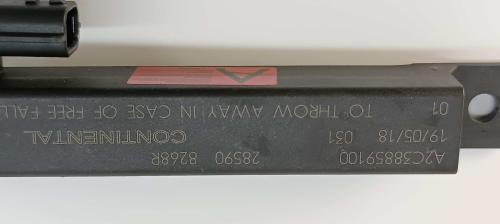 A2C38859100 28590 8268R
19/05/18 031 CONTINENTAL
01 TO THROW AWAY IN CASE OF FREE FALL